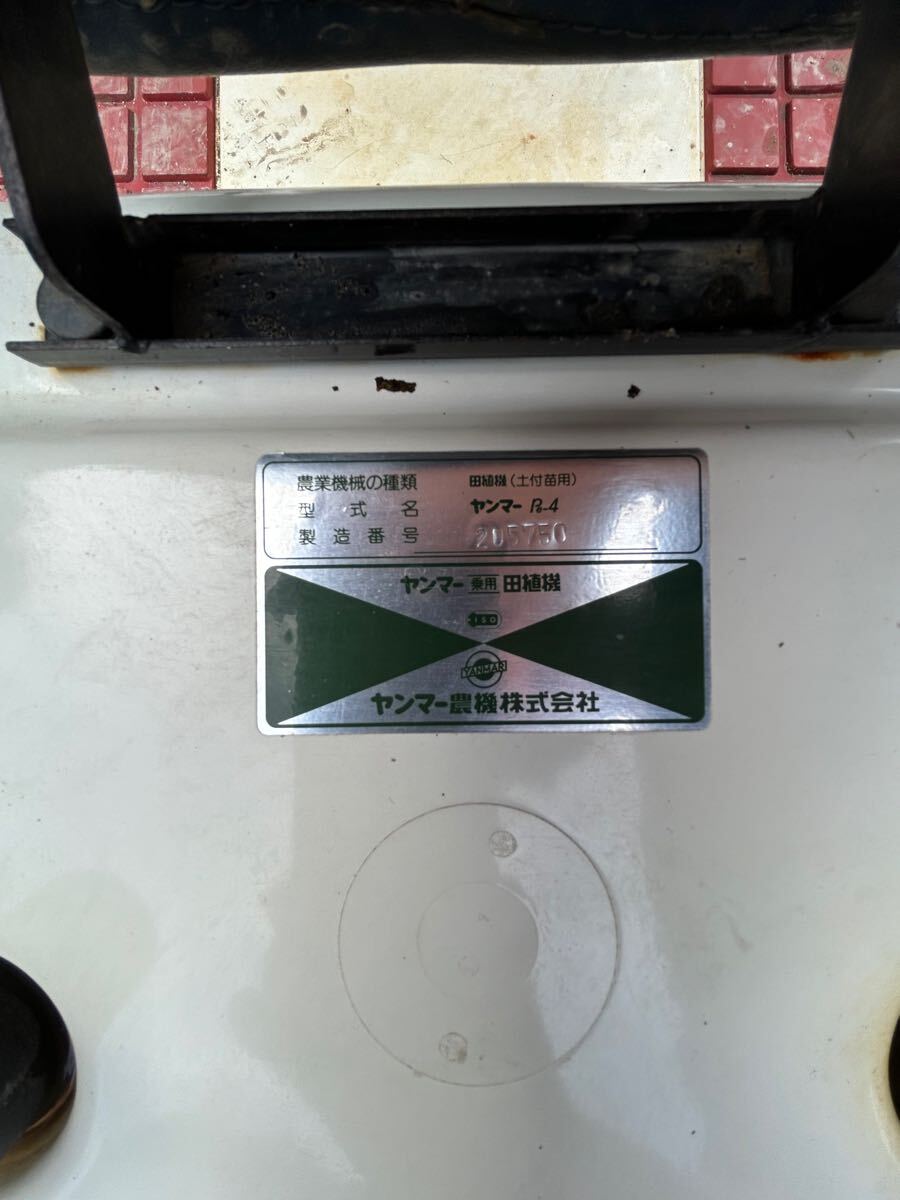 農業機械の種類 田植機(土付苗用)
型式名 ヤンマー Pe-4
製造番号 205750
ヤンマー 乗用 田植機
ISO
YANMAR
ヤンマー農機株式会社